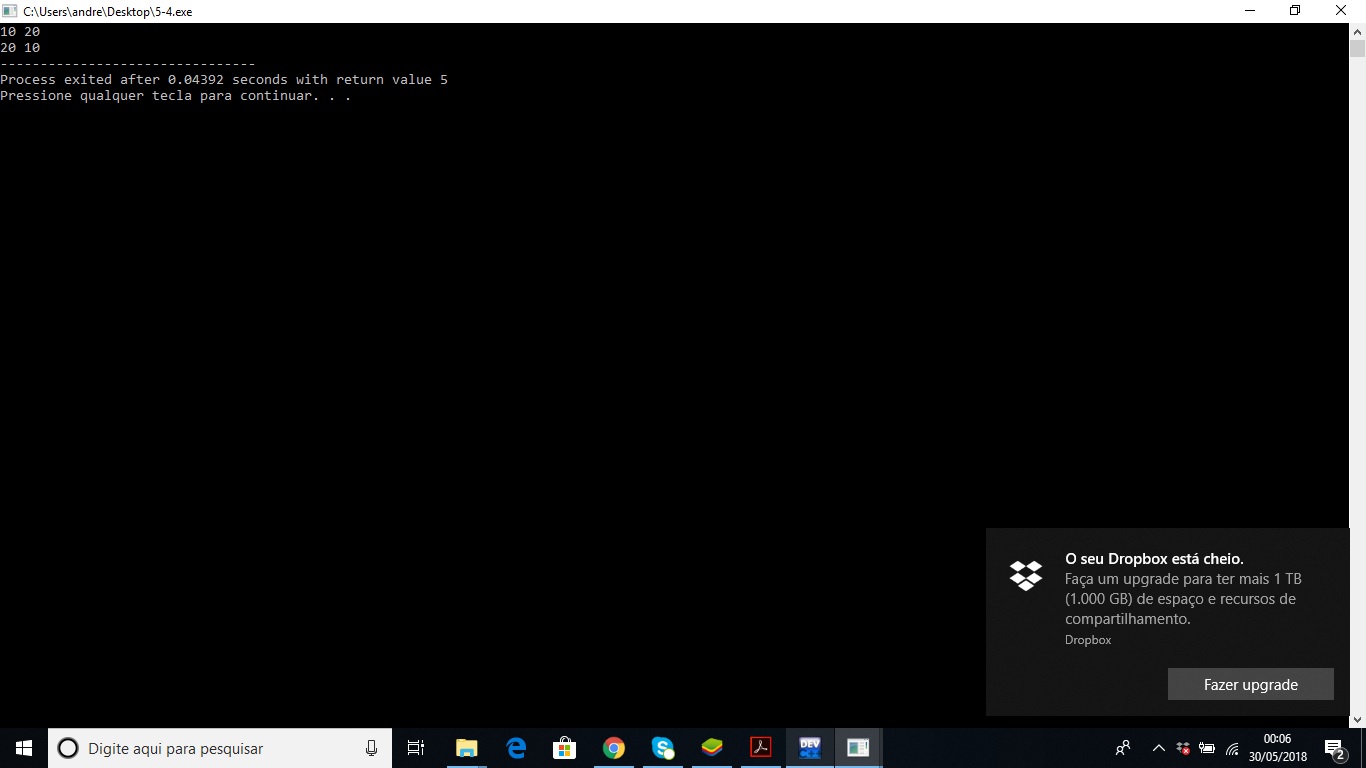 C:\Users\andre\Desktop\5-4.exe
10 20
20 10
--------------------------------
Process exited after 0.04392 seconds with return value 5
Pressione qualquer tecla para continuar. . .
O seu Dropbox está cheio.
Faça um upgrade para ter mais 1 TB
(1.000 GB) de espaço e recursos de
compartilhamento.
Dropbox
Fazer upgrade
Digite aqui para pesquisar
DEV
00:06
30/05/2018
2